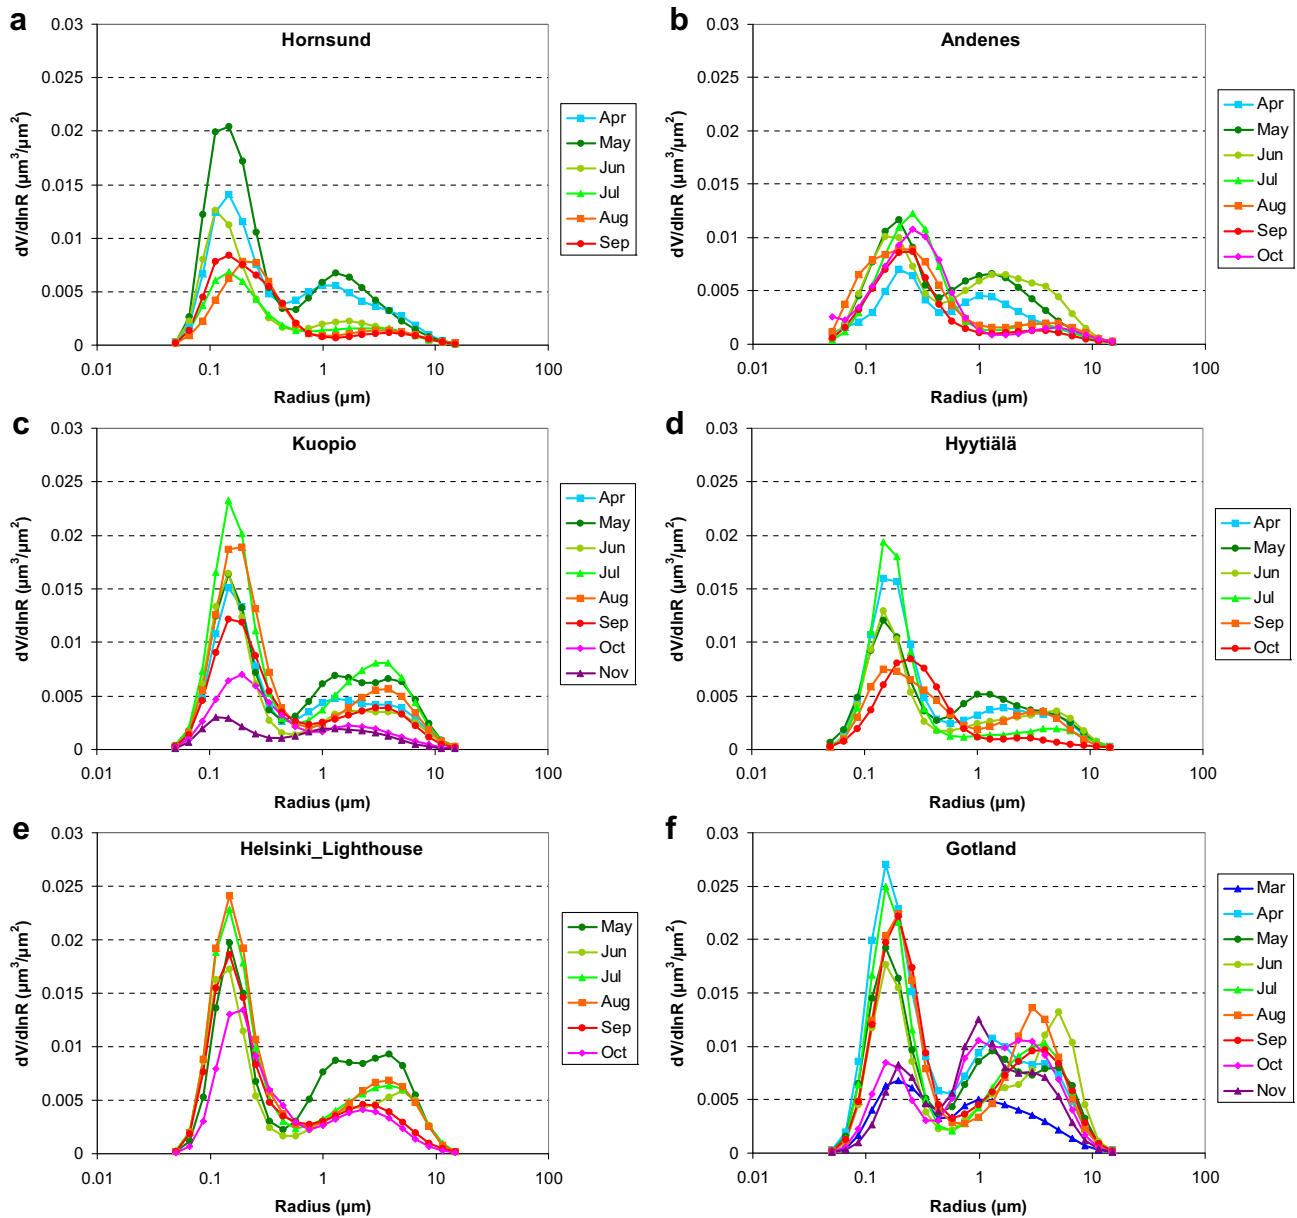 a
Hornsund
0.03
0.025
0.02
0.015
0.01
0.005
0
0.01
0.1
1
10
100
dV/dlnR (µm³/µm²)
Radius (µm)
Apr
May
Jun
Jul
Aug
Sep
b
Andenes
0.03
0.025
0.02
0.015
0.01
0.005
0
0.01
0.1
1
10
100
dV/dlnR (µm³/µm²)
Radius (µm)
Apr
May
Jun
Jul
Aug
Sep
Oct
c
Kuopio
0.03
0.025
0.02
0.015
0.01
0.005
0
0.01
0.1
1
10
100
dV/dlnR (µm³/µm²)
Radius (µm)
Apr
May
Jun
Jul
Aug
Sep
Oct
Nov
d
Hyytiälä
0.03
0.025
0.02
0.015
0.01
0.005
0
0.01
0.1
1
10
100
dV/dlnR (µm³/µm²)
Radius (µm)
Apr
May
Jun
Jul
Sep
Oct
e
Helsinki_Lighthouse
0.03
0.025
0.02
0.015
0.01
0.005
0
0.01
0.1
1
10
100
dV/dlnR (µm³/µm²)
Radius (µm)
May
Jun
Jul
Aug
Sep
Oct
f
Gotland
0.03
0.025
0.02
0.015
0.01
0.005
0
0.01
0.1
1
10
100
dV/dlnR (µm³/µm²)
Radius (µm)
Mar
Apr
May
Jun
Jul
Aug
Sep
Oct
Nov